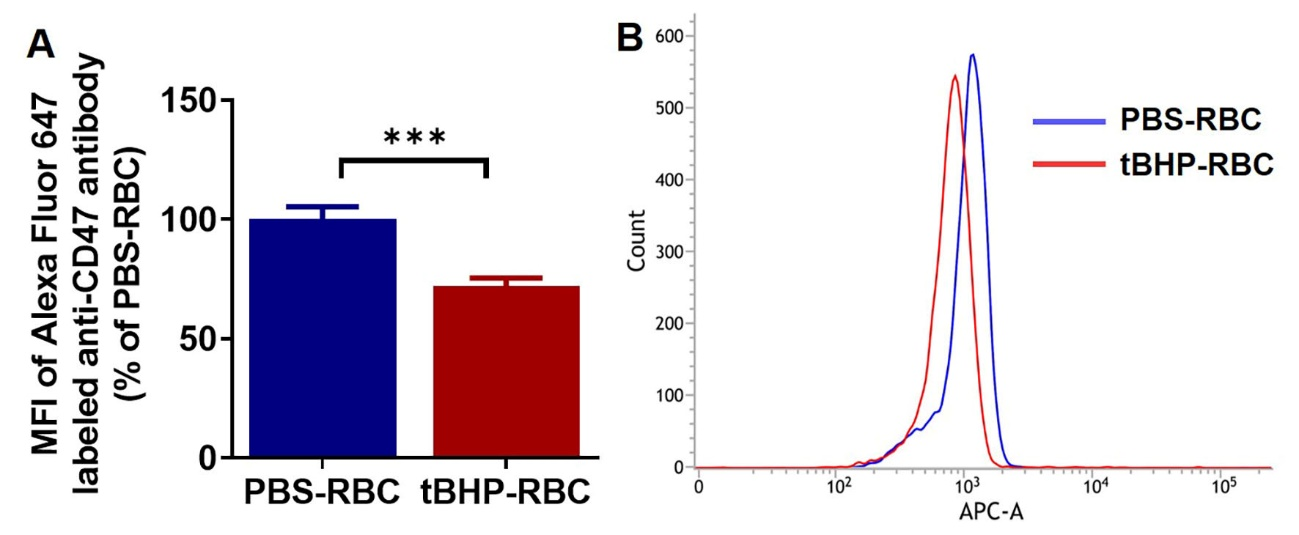 A
MFI of Alexa Fluor 647
labeled anti-CD47 antibody
(% of PBS-RBC)
150
100
50
0
***
PBS-RBC tBHP-RBC
B
600
500
400
300
200
100
0
Count
PBS-RBC
tBHP-RBC
0 10² 10³ 10⁴ 10⁵
APC-A